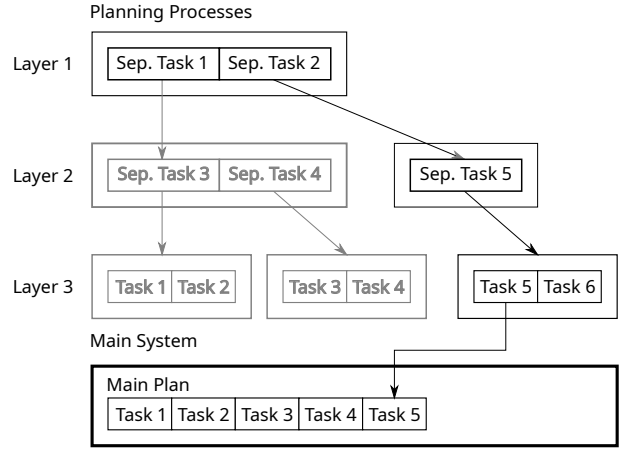 Planning Processes
Layer 1
Sep. Task 1 Sep. Task 2
Layer 2
Sep. Task 3 Sep. Task 4
Sep. Task 5
Layer 3
Task 1 Task 2
Task 3 Task 4
Task 5 Task 6
Main System
Main Plan
Task 1 Task 2 Task 3 Task 4 Task 5